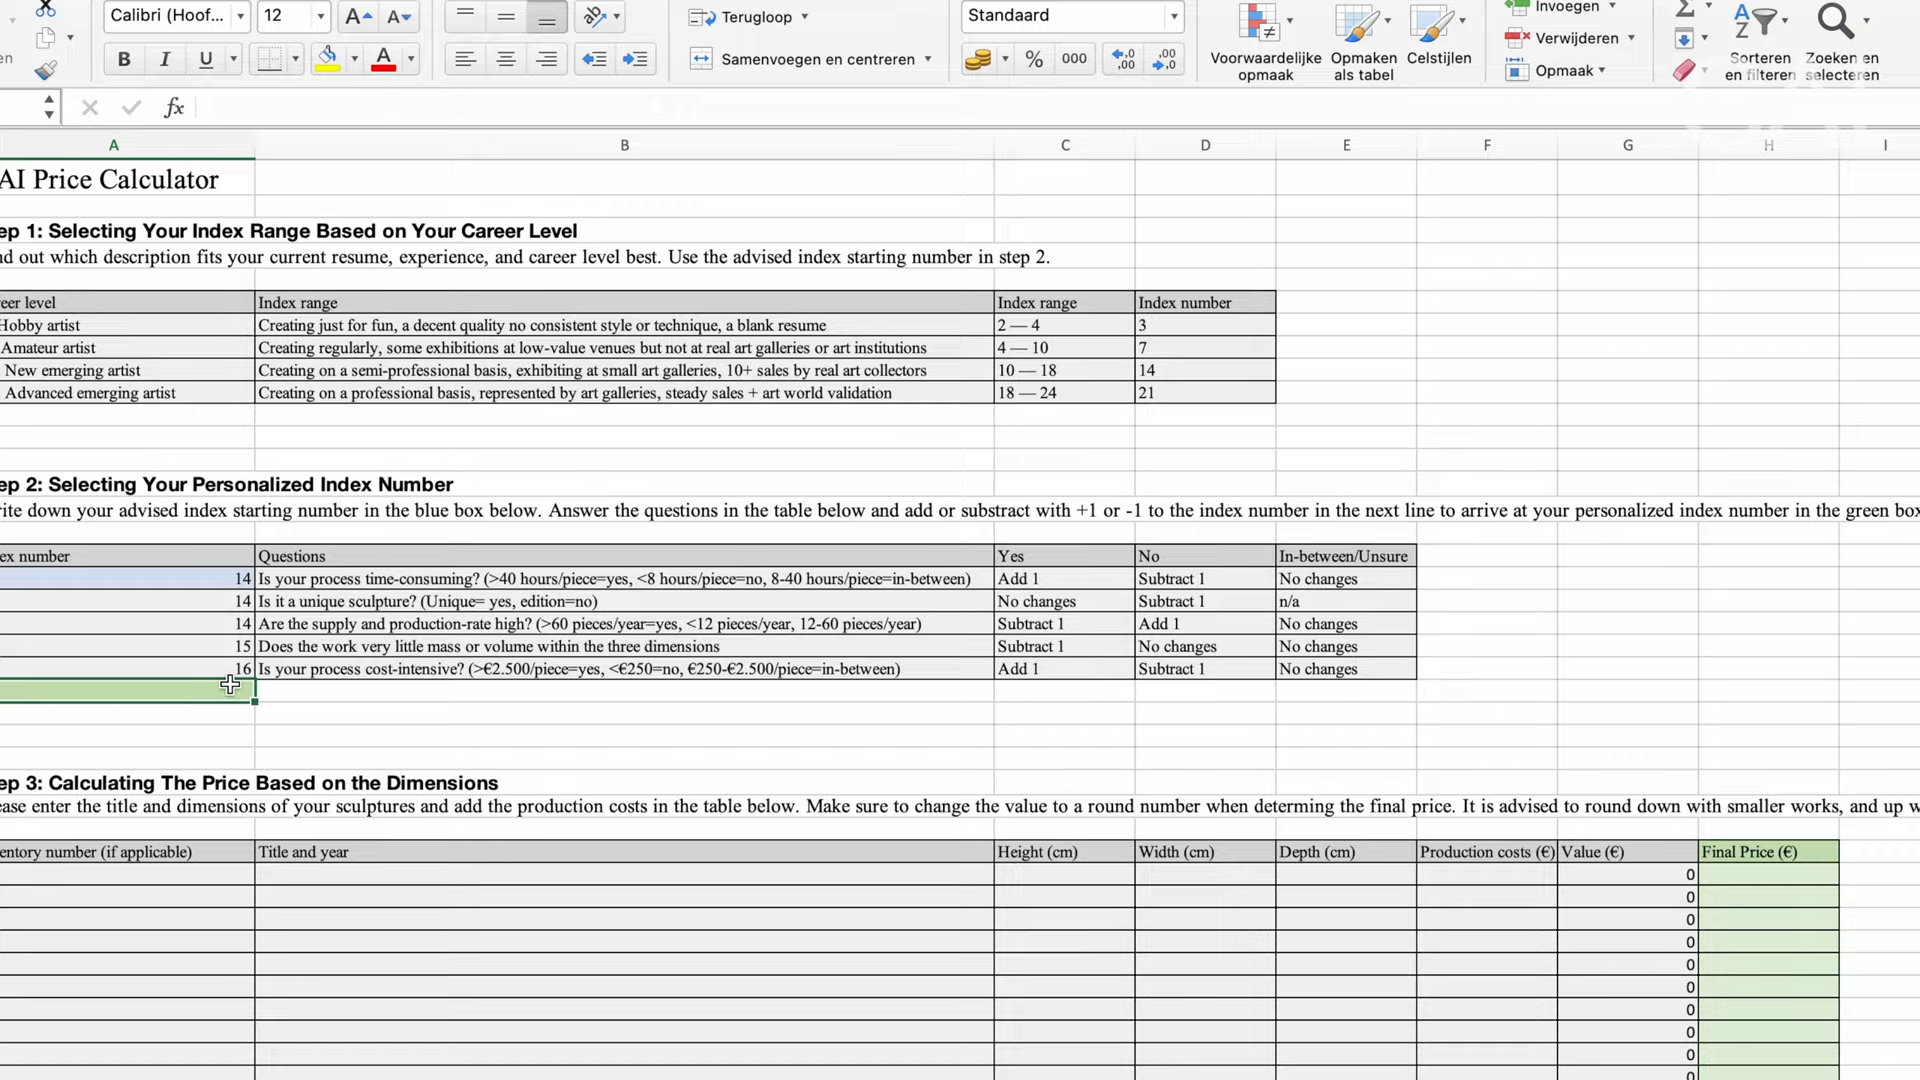 Calibri (Hoof... 12 A A Terugloop Standaard Invoegen
B I U A Samenvoegen en centreren % 000 Voorwaardelijke opmaak Opmaken als tabel Celstijlen Verwijderen Opmaak Sorteren en filteren Zoeken en selecteren
fx
A B C D E F G H I
AI Price Calculator
ep 1: Selecting Your Index Range Based on Your Career Level
nd out which description fits your current resume, experience, and career level best. Use the advised index starting number in step 2.
eer level Index range Index range Index number
Hobby artist Creating just for fun, a decent quality no consistent style or technique, a blank resume 2 — 4 3
Amateur artist Creating regularly, some exhibitions at low-value venues but not at real art galleries or art institutions 4 — 10 7
New emerging artist Creating on a semi-professional basis, exhibiting at small art galleries, 10+ sales by real art collectors 10 — 18 14
Advanced emerging artist Creating on a professional basis, represented by art galleries, steady sales + art world validation 18 — 24 21
ep 2: Selecting Your Personalized Index Number
ite down your advised index starting number in the blue box below. Answer the questions in the table below and add or substract with +1 or -1 to the index number in the next line to arrive at your personalized index number in the green box
ex number Questions Yes No In-between/Unsure
14 Is your process time-consuming? (>40 hours/piece=yes, <8 hours/piece=no, 8-40 hours/piece=in-between) Add 1 Subtract 1 No changes
14 Is it a unique sculpture? (Unique= yes, edition=no) No changes Subtract 1 n/a
14 Are the supply and production-rate high? (>60 pieces/year=yes, <12 pieces/year, 12-60 pieces/year) Subtract 1 Add 1 No changes
15 Does the work very little mass or volume within the three dimensions Subtract 1 No changes No changes
16 Is your process cost-intensive? (>€2.500/piece=yes, <€250=no, €250-€2.500/piece=in-between) Add 1 Subtract 1 No changes
ep 3: Calculating The Price Based on the Dimensions
ease enter the title and dimensions of your sculptures and add the production costs in the table below. Make sure to change the value to a round number when determing the final price. It is advised to round down with smaller works, and up w
entory number (if applicable) Title and year Height (cm) Width (cm) Depth (cm) Production costs (€) Value (€) Final Price (€)
0
0
0
0
0
0
0
0
0
0